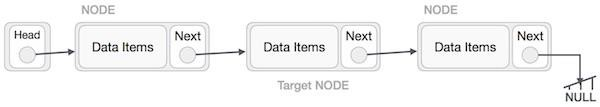 NODE
NODE
Head
Data Items
Next
Data Items
Next
Data Items
Next
Target NODE
NULL